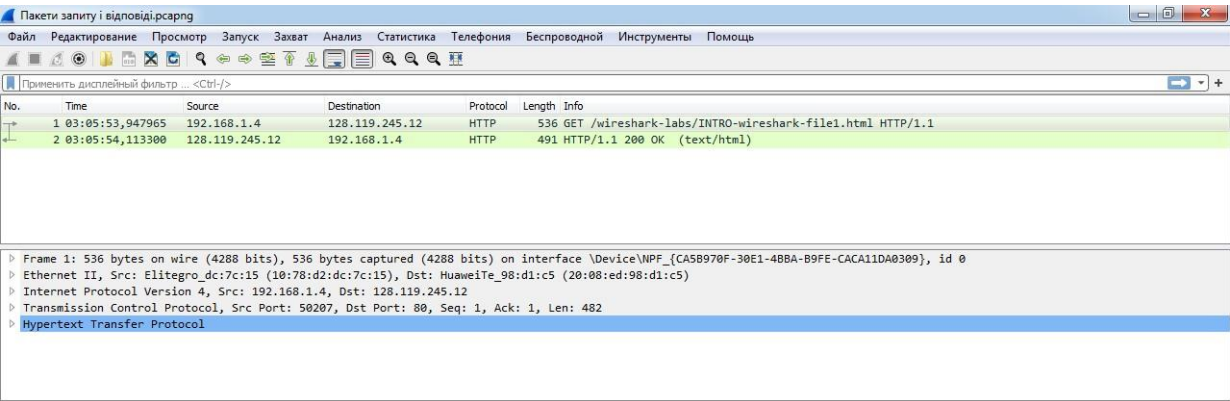 Пакети запиту і відповіді.pcapng
Файл Редактирование Просмотр Запуск Захват Анализ Статистика Телефония Беспроводной Инструменты Помощь
Применить дисплейный фильтр ... <Ctrl-/>
No. Time Source Destination Protocol Length Info
1 03:05:53,947965 192.168.1.4 128.119.245.12 HTTP 536 GET /wireshark-labs/INTRO-wireshark-file1.html HTTP/1.1
2 03:05:54,113300 128.119.245.12 192.168.1.4 HTTP 491 HTTP/1.1 200 OK (text/html)
Frame 1: 536 bytes on wire (4288 bits), 536 bytes captured (4288 bits) on interface \Device\NPF_{CA5B970F-30E1-4BBA-B9FE-CACA11DA0309}, id 0
Ethernet II, Src: Elitegro_dc:7c:15 (10:78:d2:dc:7c:15), Dst: HuaweiTe_98:d1:c5 (20:08:ed:98:d1:c5)
Internet Protocol Version 4, Src: 192.168.1.4, Dst: 128.119.245.12
Transmission Control Protocol, Src Port: 50207, Dst Port: 80, Seq: 1, Ack: 1, Len: 482
Hypertext Transfer Protocol